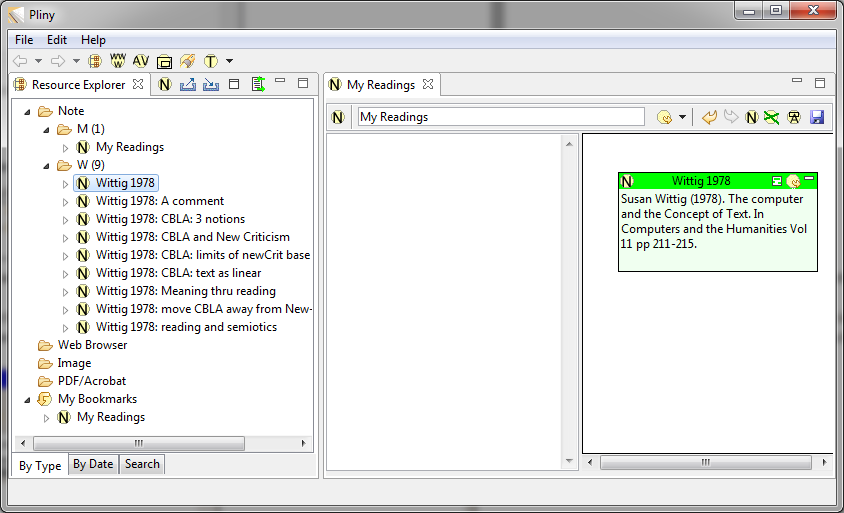 Pliny
File Edit Help
WWW AV T
Resource Explorer
N
Note
M (1)
N My Readings
W (9)
N Wittig 1978
N Wittig 1978: A comment
N Wittig 1978: CBLA: 3 notions
N Wittig 1978: CBLA and New Criticism
N Wittig 1978: CBLA: limits of newCrit base
N Wittig 1978: CBLA: text as linear
N Wittig 1978: Meaning thru reading
N Wittig 1978: move CBLA away from New-
N Wittig 1978: reading and semiotics
Web Browser
Image
PDF/Acrobat
My Bookmarks
N My Readings
By Type By Date Search
N My Readings
N My Readings N N A
N Wittig 1978
Susan Wittig (1978). The computer
and the Concept of Text. In
Computers and the Humanities Vol
11 pp 211-215.